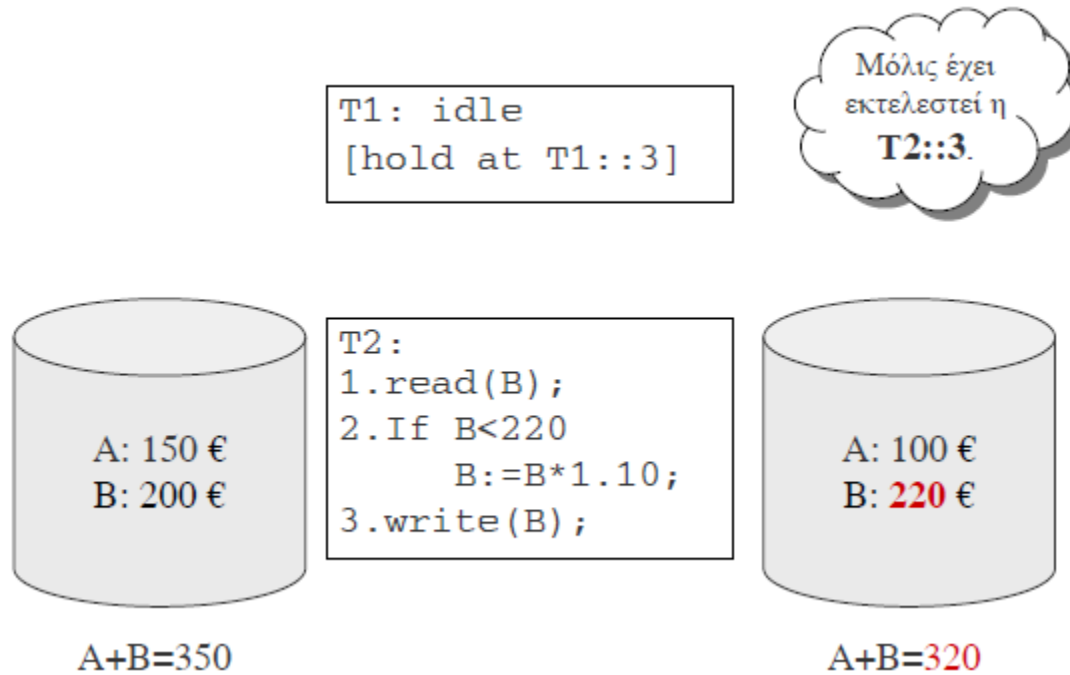 T1: idle
[hold at T1::3]
Μόλις έχει
εκτελεστεί η
T2::3.
A: 150 €
B: 200 €
A+B=350
T2:
1.read(B);
2.If B<220
B:=B*1.10;
3.write(B);
A: 100 €
B: 220 €
A+B=320